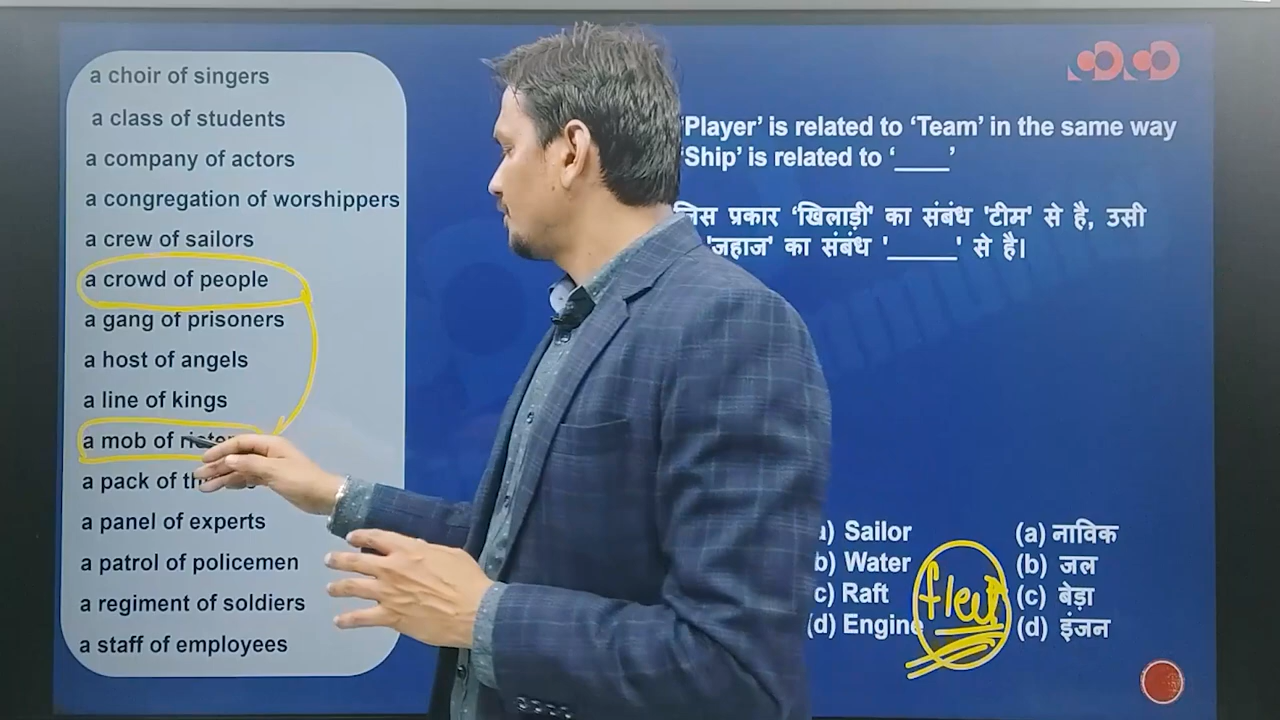 a choir of singers
a class of students
a company of actors
a congregation of worshippers
a crew of sailors
a crowd of people
a gang of prisoners
a host of angels
a line of kings
a mob of
a pack of
a panel of experts
a patrol of policemen
a regiment of soldiers
a staff of employees
‘Player’ is related to ‘Team’ in the same way
‘Ship’ is related to ‘____’
प्रकार ‘खिलाड़ी' का संबंध 'टीम' से है, उसी
'जहाज' का संबंध '_____' से है।
a) Sailor
b) Water
c) Raft
(d) Engine
fleet
(a) नाविक
(b) जल
(c) बेड़ा
(d) इंजन